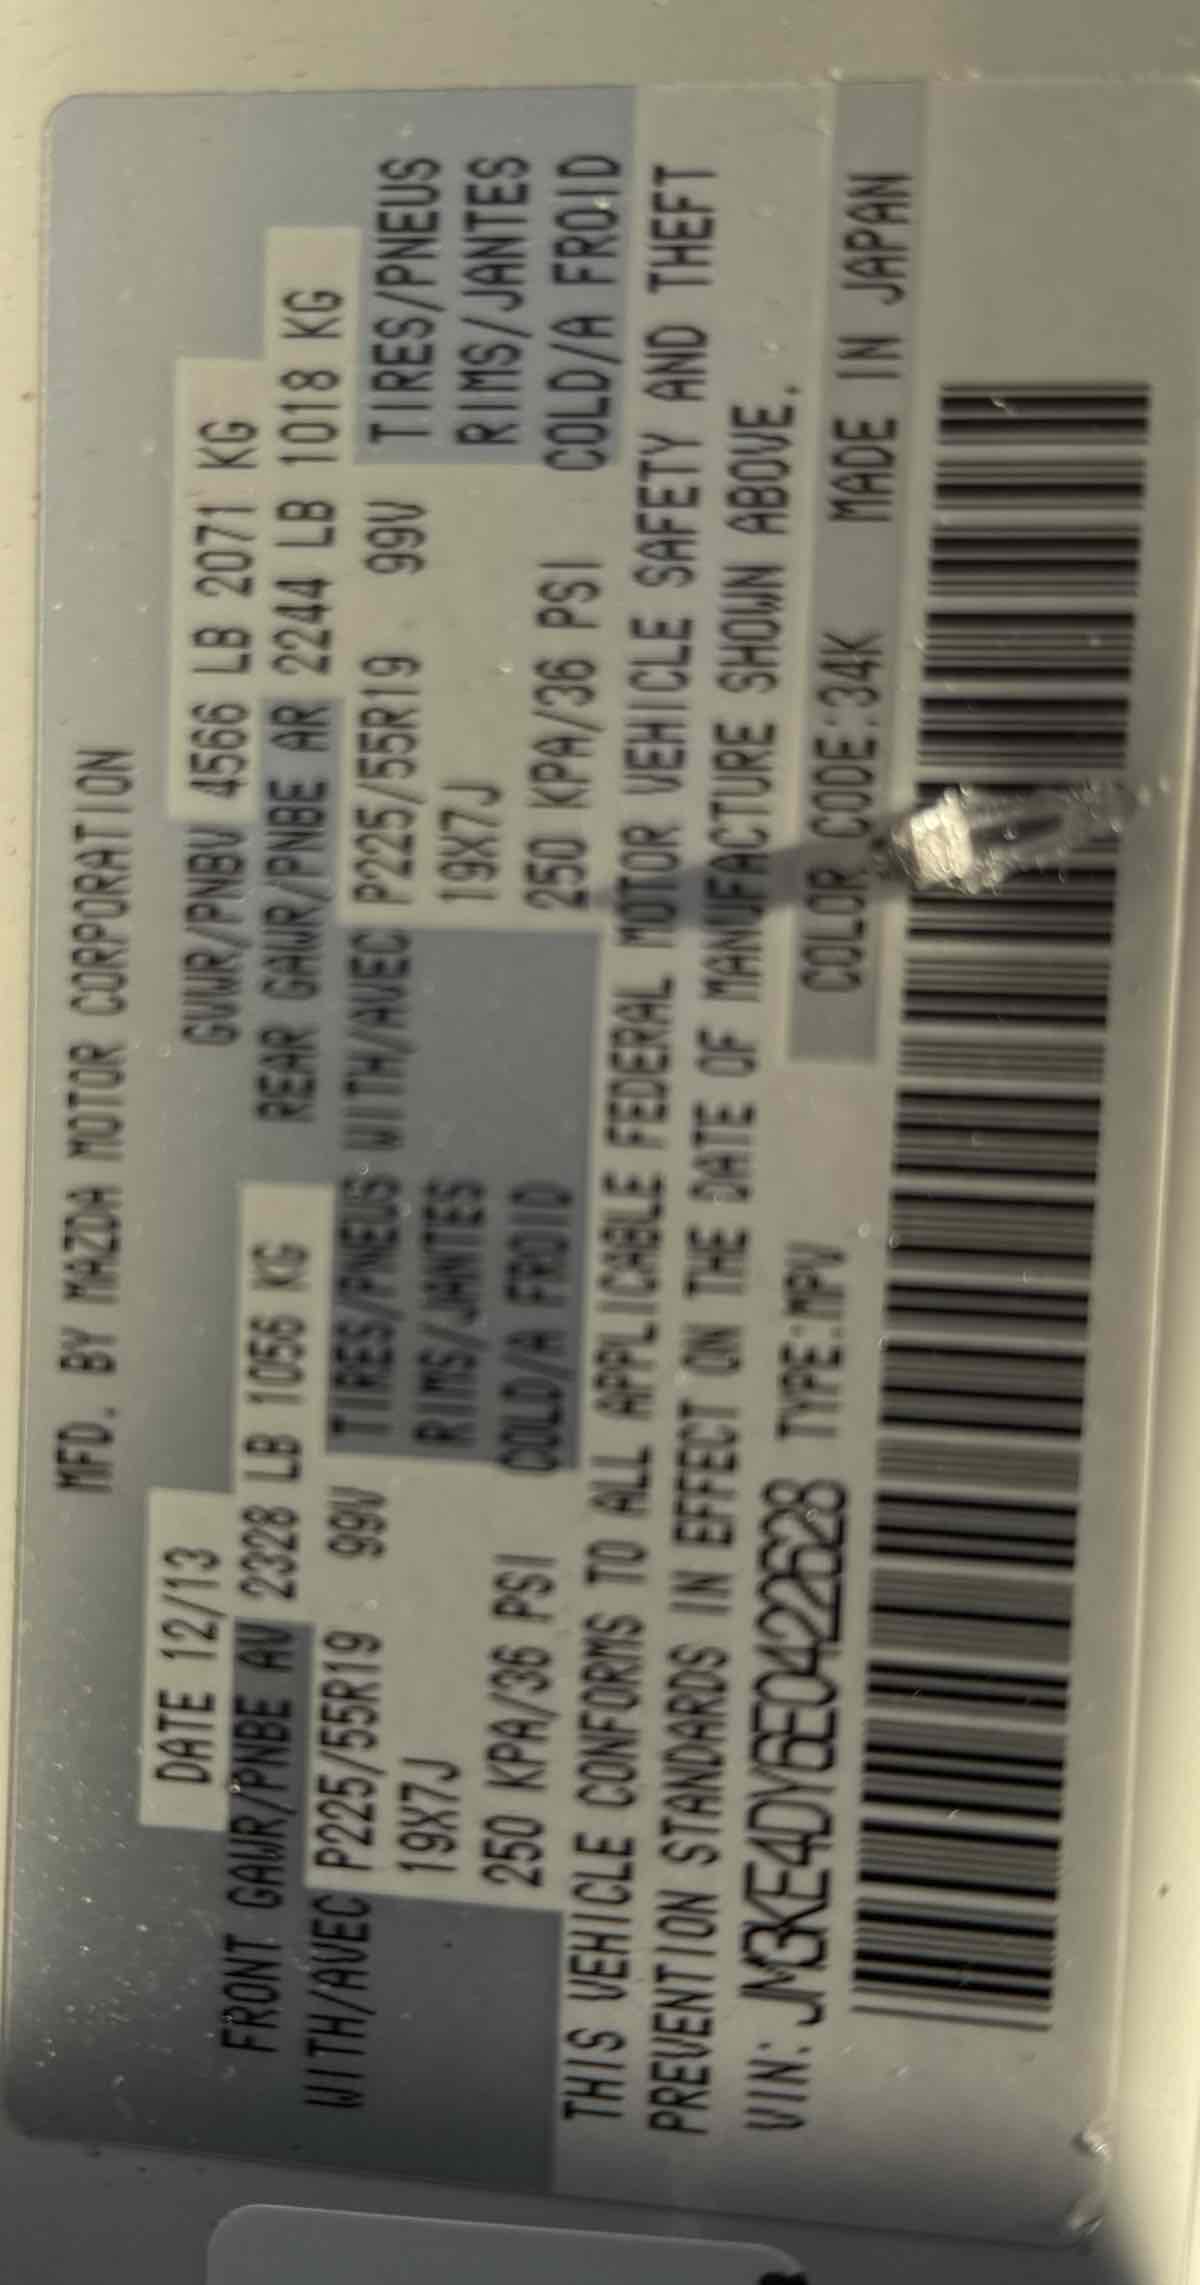 MFD. BY MAZDA MOTOR CORPORATION
DATE 12/13 GVWR/PNBV 4566 LB 2071 KG
FRONT GAWR/PNBE AV 2328 LB 1056 KG REAR GAWR/PNBE AR 2244 LB 1018 KG
WITH/AVEC P225/55R19 99V TIRES/PNEUS WITH/AVEC P225/55R19 99V TIRES/PNEUS
19X7J RIMS/JANTES 19X7J RIMS/JANTES
250 KPA/36 PSI COLD/A FROID 250 KPA/36 PSI COLD/A FROID
THIS VEHICLE CONFORMS TO ALL APPLICABLE FEDERAL MOTOR VEHICLE SAFETY AND THEFT
PREVENTION STANDARDS IN EFFECT ON THE DATE OF MANUFACTURE SHOWN ABOVE.
VIN: JM3KE4DY6E0422628 TYPE:MPV COLOR CODE:34K MADE IN JAPAN